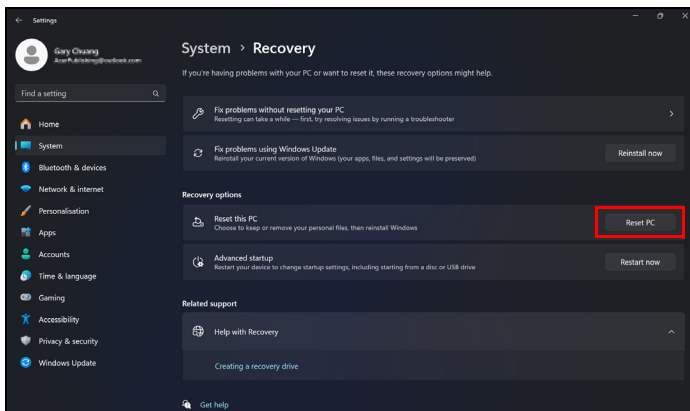 Settings
Gary Chuang
AcerPublishing@outlook.com
System > Recovery
If you're having problems with your PC or want to reset it, these recovery options might help.
Find a setting
Home
System
Bluetooth & devices
Network & internet
Personalisation
Apps
Accounts
Time & language
Gaming
Accessibility
Privacy & security
Windows Update
Fix problems without resetting your PC
Resetting can take a while — first, try resolving issues by running a troubleshooter
Fix problems using Windows Update
Reinstall your current version of Windows (your apps, files, and settings will be preserved)
Reinstall now
Recovery options
Reset this PC
Choose to keep or remove your personal files, then reinstall Windows
Reset PC
Advanced startup
Restart your device to change startup settings, including starting from a disc or USB drive
Restart now
Related support
Help with Recovery
Creating a recovery drive
Get help